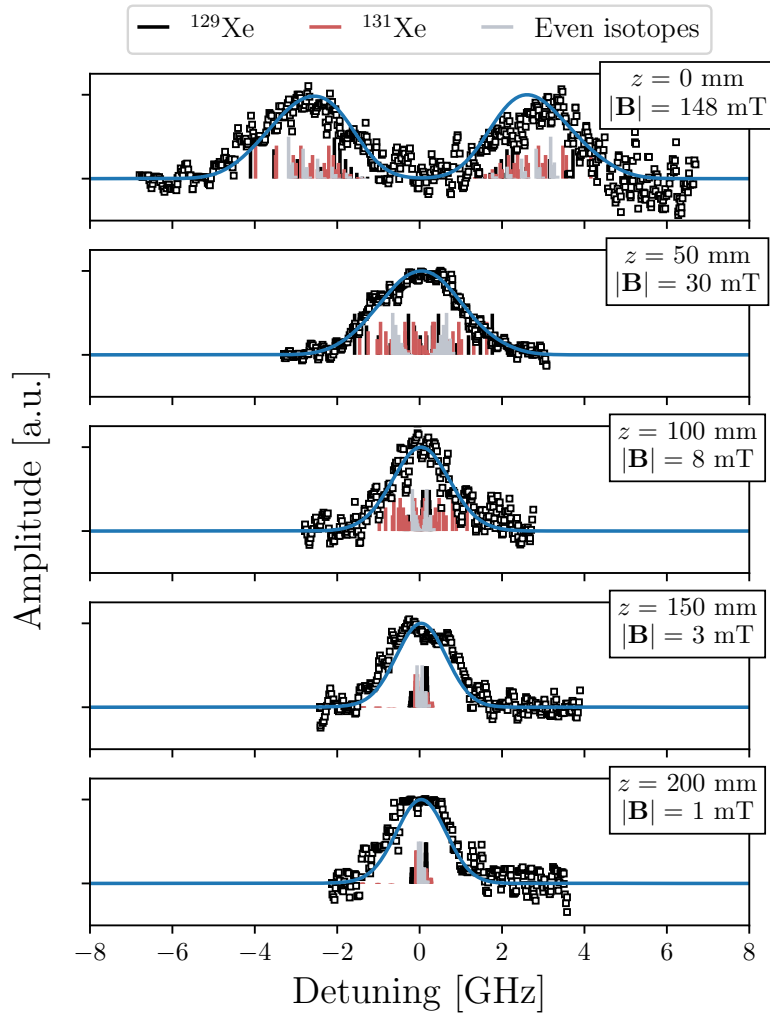 ¹²⁹Xe ¹³¹Xe Even isotopes
z = 0 mm
|B| = 148 mT
z = 50 mm
|B| = 30 mT
z = 100 mm
|B| = 8 mT
z = 150 mm
|B| = 3 mT
z = 200 mm
|B| = 1 mT
Amplitude [a.u.]
−8 −6 −4 −2 0 2 4 6 8
Detuning [GHz]